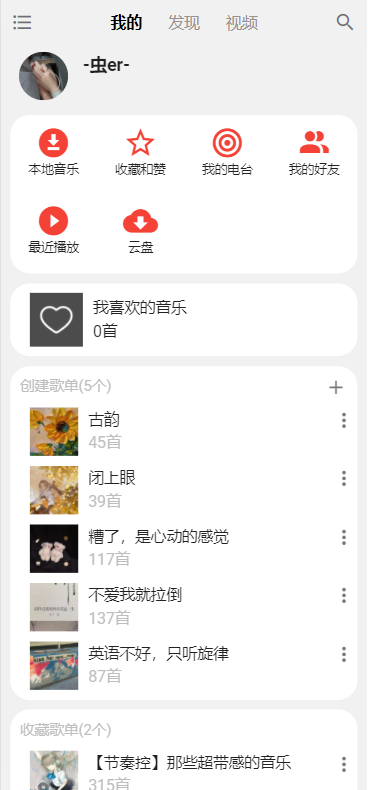 我的 发现 视频
-虫er-
本地音乐 收藏和赞 我的电台 我的好友
最近播放 云盘
我喜欢的音乐
0首
创建歌单(5个)
古韵
45首
闭上眼
39首
糟了，是心动的感觉
117首
不爱我就拉倒
137首
英语不好，只听旋律
87首
收藏歌单(2个)
【节奏控】那些超带感的音乐
315首